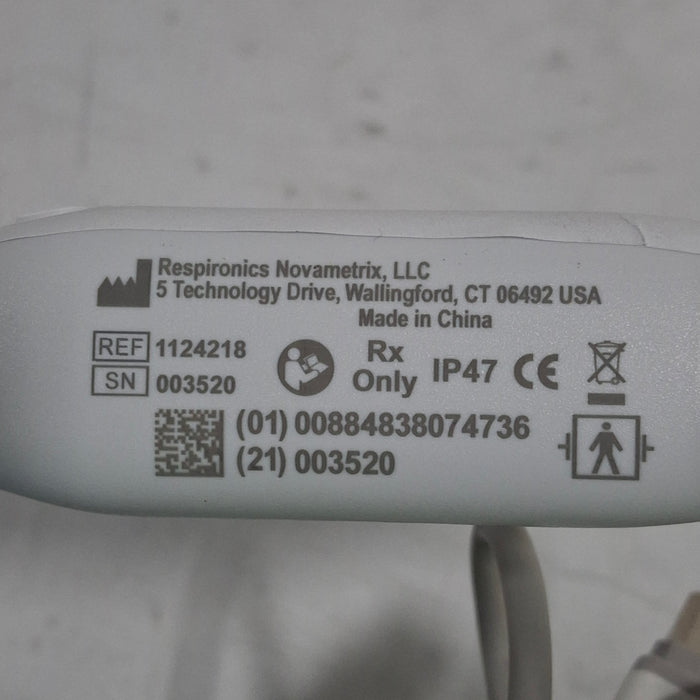 Respironics Novametrix, LLC
5 Technology Drive, Wallingford, CT 06492 USA
Made in China
REF 1124218
SN 003520
Rx
Only
IP47
CE
(01) 00884838074736
(21) 003520